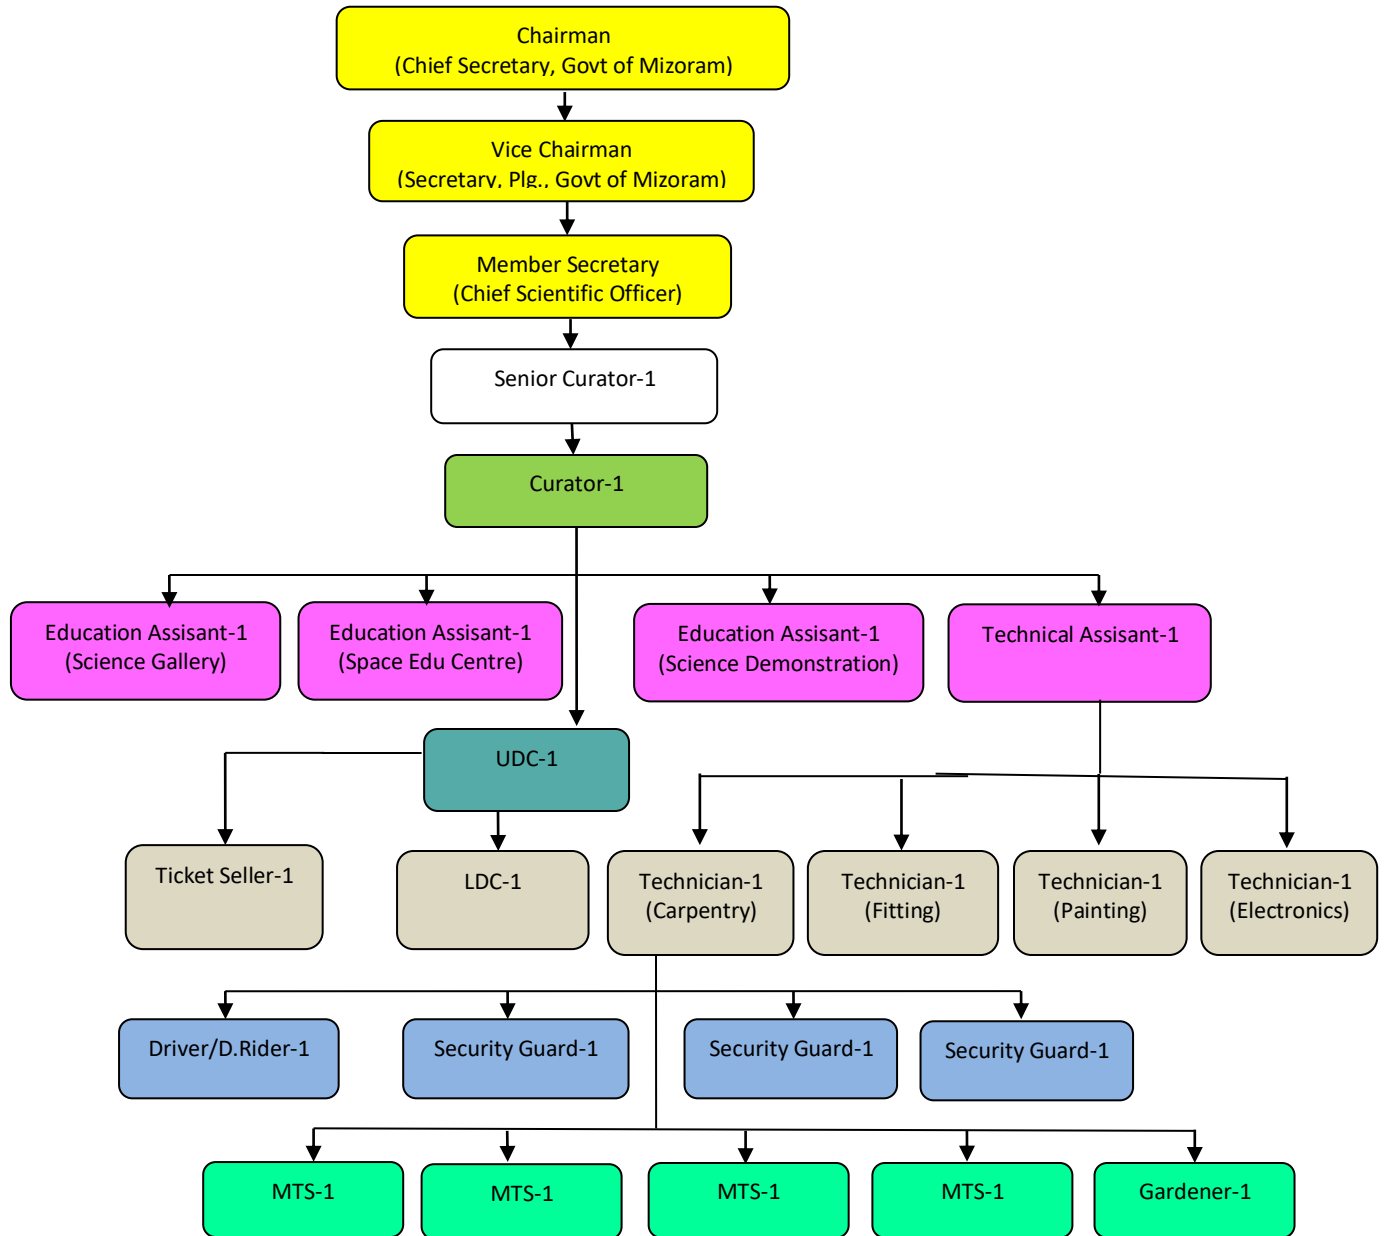 Chairman
(Chief Secretary, Govt of Mizoram)
Vice Chairman
(Secretary, Plg., Govt of Mizoram)
Member Secretary
(Chief Scientific Officer)
Senior Curator-1
Curator-1
Education Assisant-1
(Science Gallery)
Education Assisant-1
(Space Edu Centre)
Education Assisant-1
(Science Demonstration)
Technical Assisant-1
UDC-1
Ticket Seller-1
LDC-1
Technician-1
(Carpentry)
Technician-1
(Fitting)
Technician-1
(Painting)
Technician-1
(Electronics)
Driver/D.Rider-1
Security Guard-1
Security Guard-1
Security Guard-1
MTS-1
MTS-1
MTS-1
MTS-1
Gardener-1